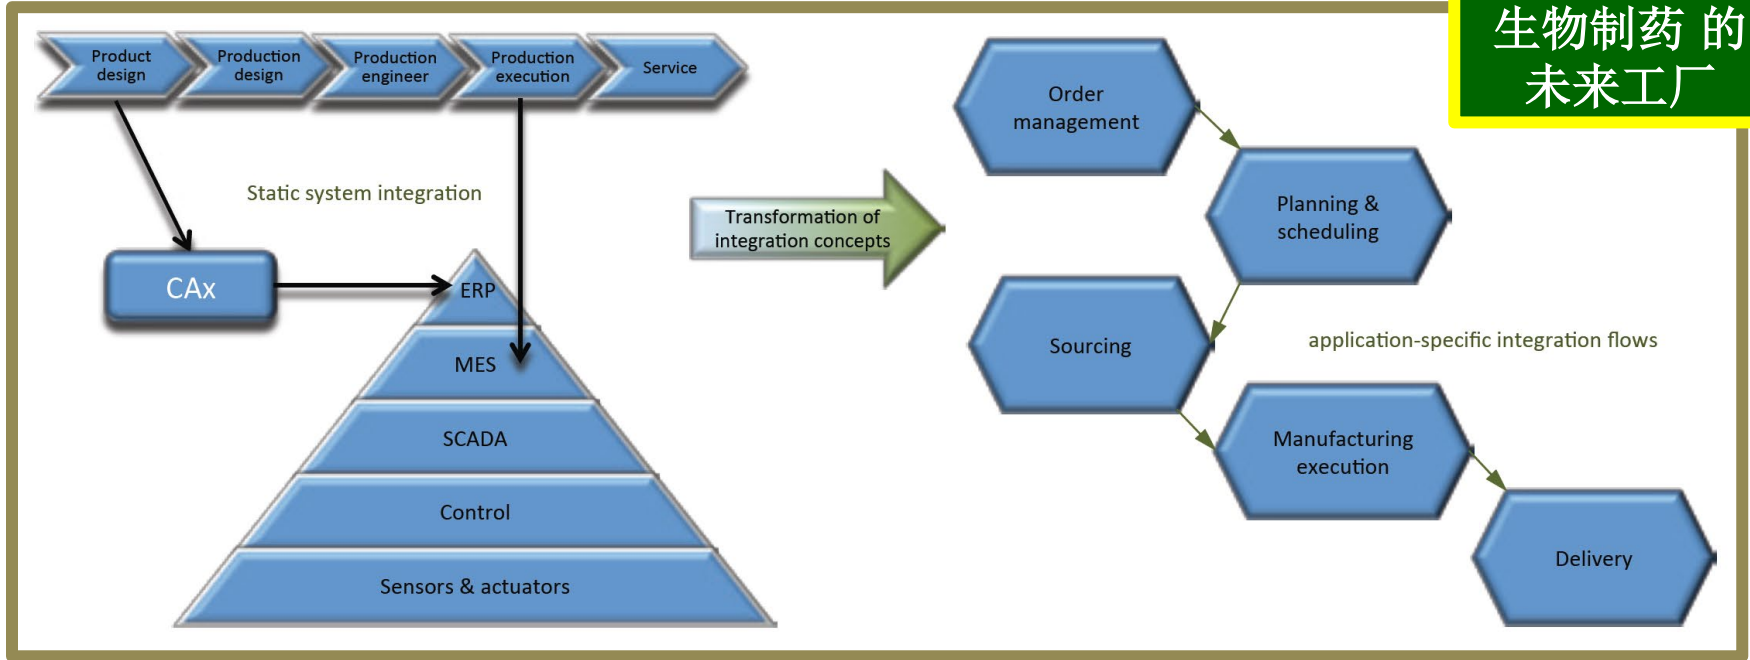 生物制药 的
未来工厂
Product
design
Production
design
Production
engineer
Production
execution
Service
Static system integration
CAx
ERP
MES
SCADA
Control
Sensors & actuators
Transformation of
integration concepts
Order
management
Planning &
scheduling
Sourcing
application-specific integration flows
Manufacturing
execution
Delivery